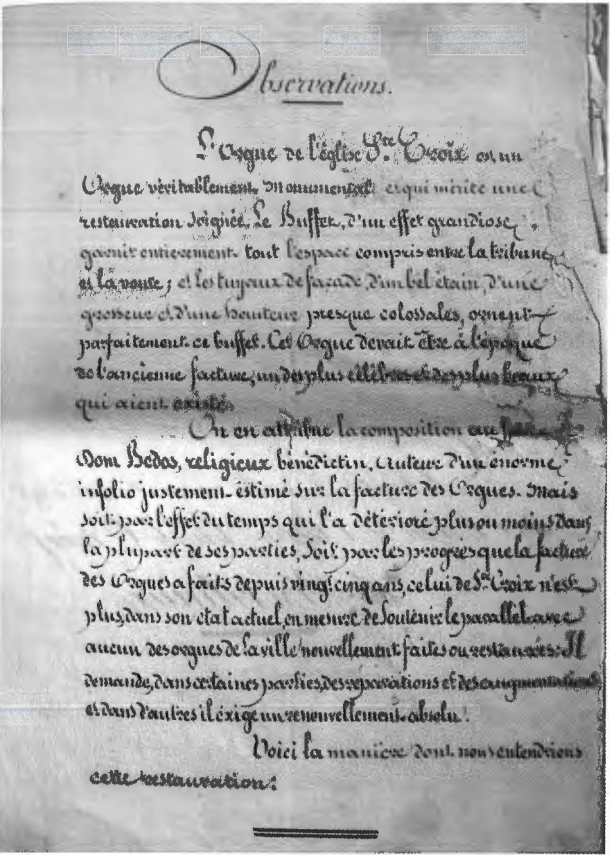 Observations.
L'Orgue de l'église Ste Croix est un
Orgue véritablement monumental et qui mérite une
restauration soignée. Le Buffet, d'un effet grandiose,
garnit entièrement tout l'espace compris entre la tribune
et la voute; et les tuyaux de façade, d'un bel étain, d'une
grosseur et d'une hauteur presque colossales, ornent
parfaitement ce buffet. Cet Orgue devait être à l'époque
de l'ancienne facture, un des plus célèbres et des plus beaux
qui aient existé.
On en attribue la composition au
Dom Bedos, religieux bénédictin, auteur d'un énorme
infolio justement estimé sur la facture des Orgues. Mais
soit par l'effet du temps qui l'a détérioré plus ou moins dans
la plupart de ses parties, soit par les progrès que la facture
des Orgues a faits depuis vingt cinq ans, celui de Ste Croix n'est
plus, dans son état actuel, en mesure de soutenir le parallèle avec
aucun des orgues de la ville nouvellement faites ou restaurées. Il
demande, dans certaines parties, des réparations et des augmentations
et dans d'autres il éxige un renouvellement absolu.
Voici la manière dont nous entendrions
cette restauration: